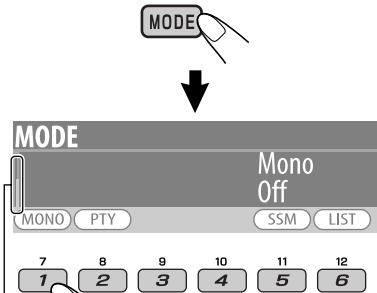 MODE
MODE
Mono
Off
MONO PTY SSM LIST
7 8 9 10 11 12
1 2 3 4 5 6